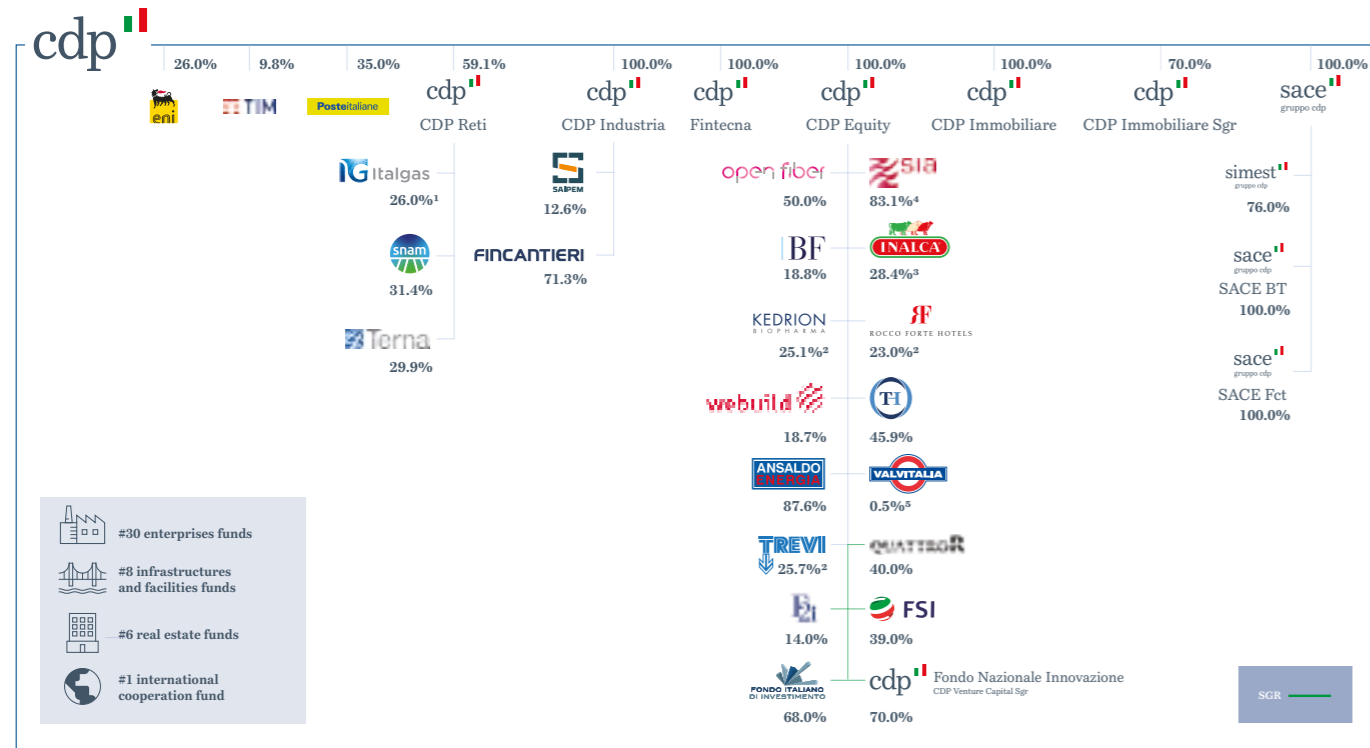 cdp
26.0% 9.8% 35.0% 59.1% 100.0% 100.0% 100.0% 100.0% 70.0% 100.0%
eni TIM Posteitaliane cdp cdp cdp cdp cdp cdp sace
gruppo cdp
CDP Reti CDP Industria Fintecna CDP Equity CDP Immobiliare CDP Immobiliare Sgr
IG Italgas
26.0%¹
snam
31.4%
Terna
29.9%
SAIPEM
12.6%
FINCANTIERI
71.3%
open fiber sia
50.0% 83.1%⁴
BF INALCA
18.8% 28.4%³
KEDRION RF
BIOPHARMA ROCCO FORTE HOTELS
25.1%² 23.0%²
webuild TH
18.7% 45.9%
ANSALDO
ENERGIA VALVITALIA
87.6% 0.5%⁵
TREVI QUATTROR
25.7%² 40.0%
F2i FSI
14.0% 39.0%
FONDO ITALIANO
DI INVESTIMENTO
cdp Fondo Nazionale Innovazione
CDP Venture Capital Sgr
68.0% 70.0%
simest
gruppo cdp
76.0%
sace
gruppo cdp
SACE BT
100.0%
sace
gruppo cdp
SACE Fct
100.0%
#30 enterprises funds
#8 infrastructures
and facilities funds
#6 real estate funds
#1 international
cooperation fund
SGR